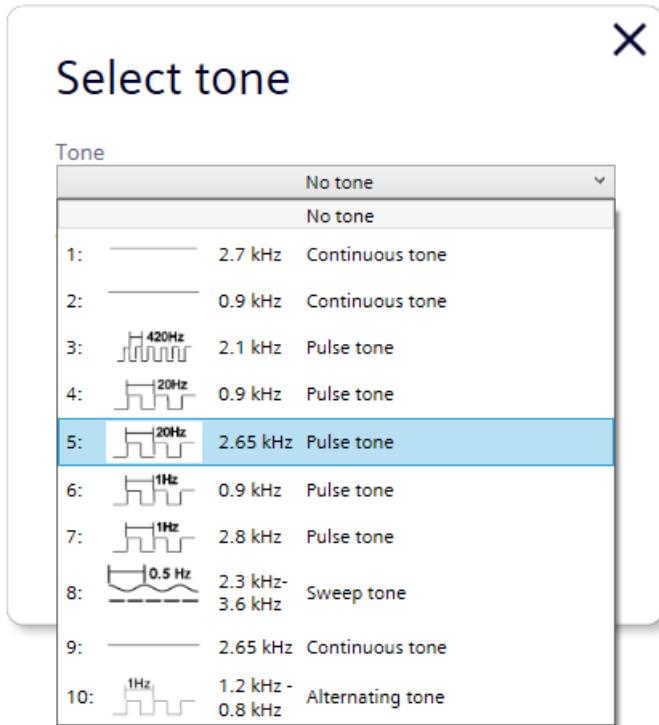 Select tone
Tone
No tone
No tone
1: 2.7 kHz Continuous tone
2: 0.9 kHz Continuous tone
3: 420Hz 2.1 kHz Pulse tone
4: 20Hz 0.9 kHz Pulse tone
5: 20Hz 2.65 kHz Pulse tone
6: 1Hz 0.9 kHz Pulse tone
7: 1Hz 2.8 kHz Pulse tone
8: 0.5 Hz 2.3 kHz-
3.6 kHz Sweep tone
9: 2.65 kHz Continuous tone
10: 1Hz 1.2 kHz -
0.8 kHz Alternating tone